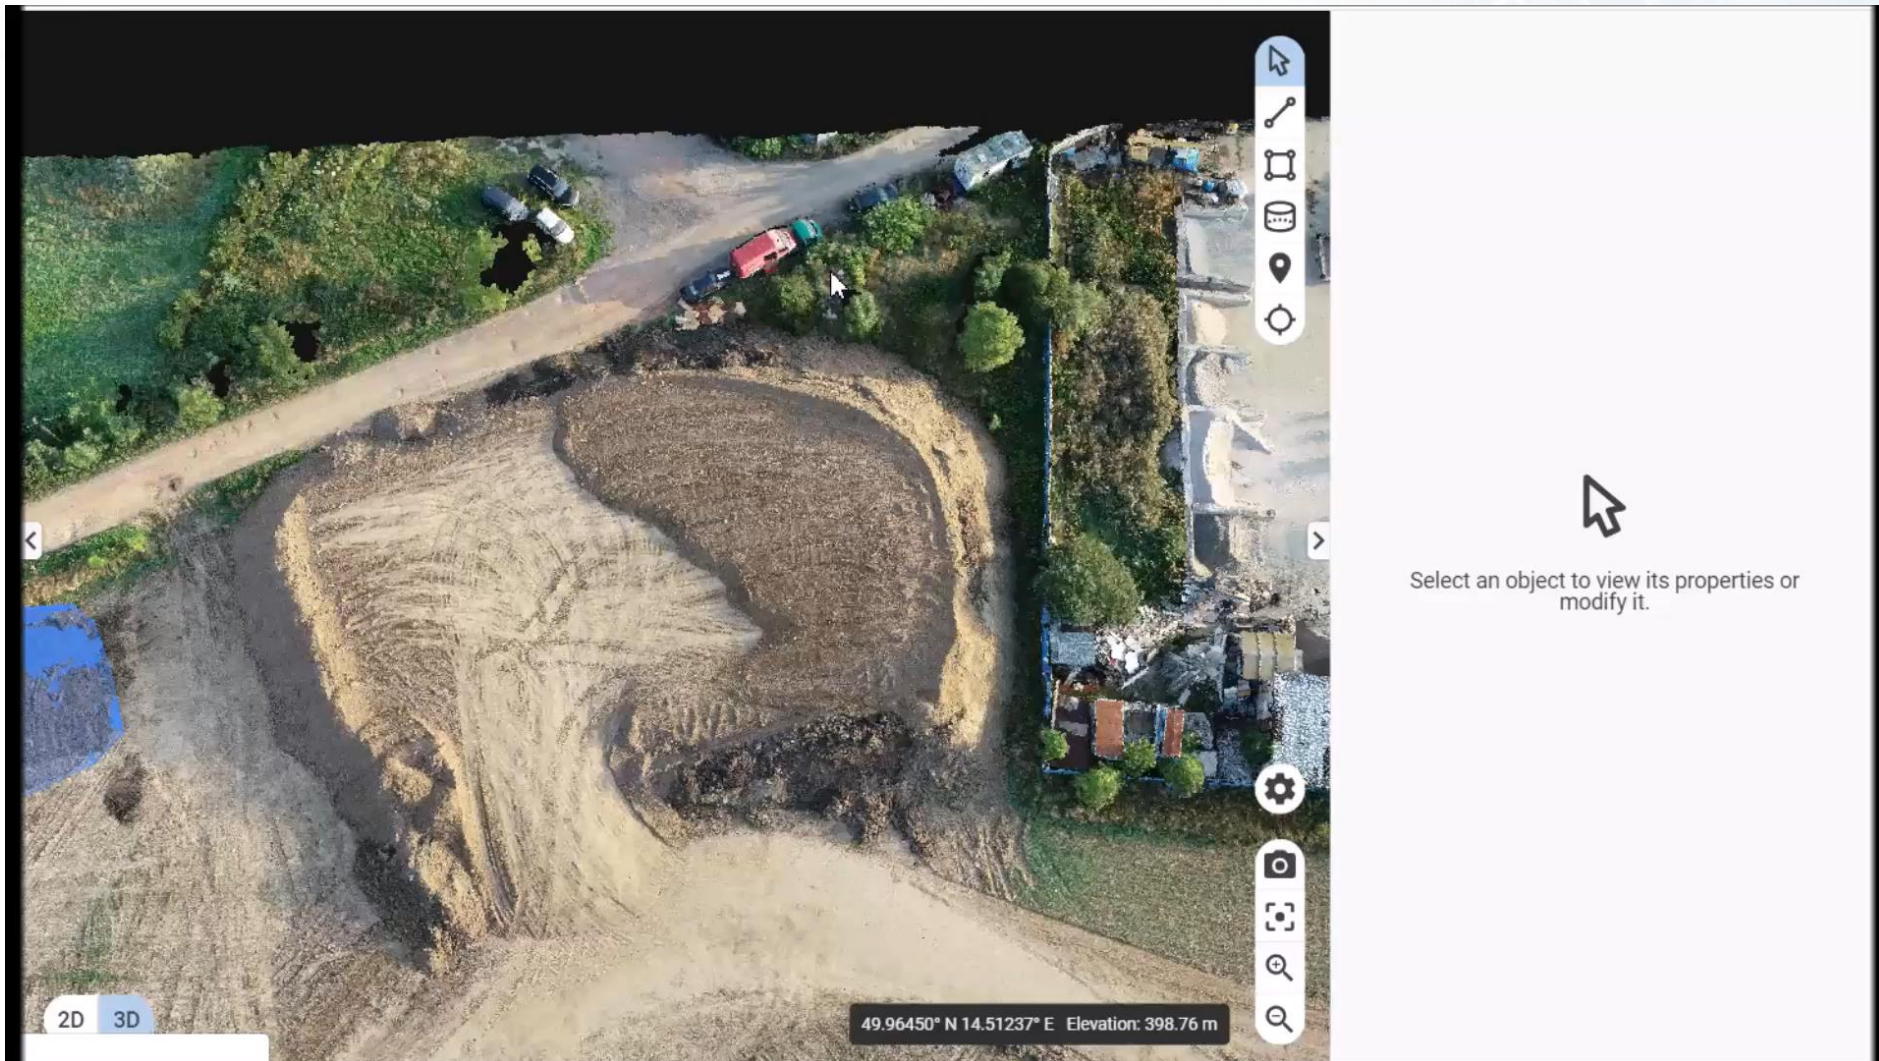 Select an object to view its properties or
modify it.
2D 3D
49.96450° N 14.51237° E Elevation: 398.76 m